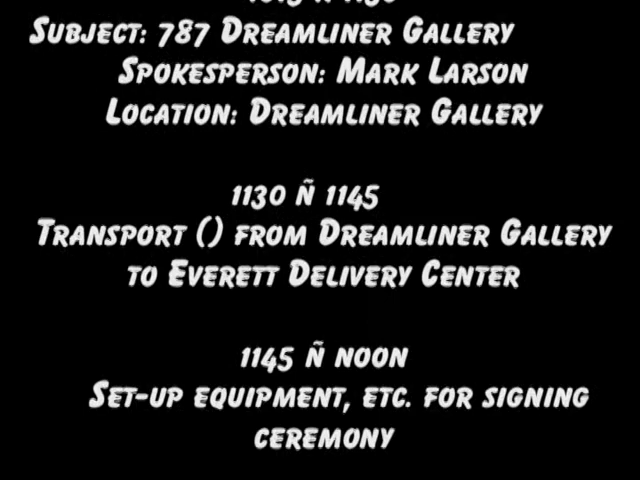 Subject: 787 Dreamliner Gallery
Spokesperson: Mark Larson
Location: Dreamliner Gallery
1130 Ñ 1145
Transport () from Dreamliner Gallery
to Everett Delivery Center
1145 Ñ noon
Set-up equipment, etc. for signing
ceremony